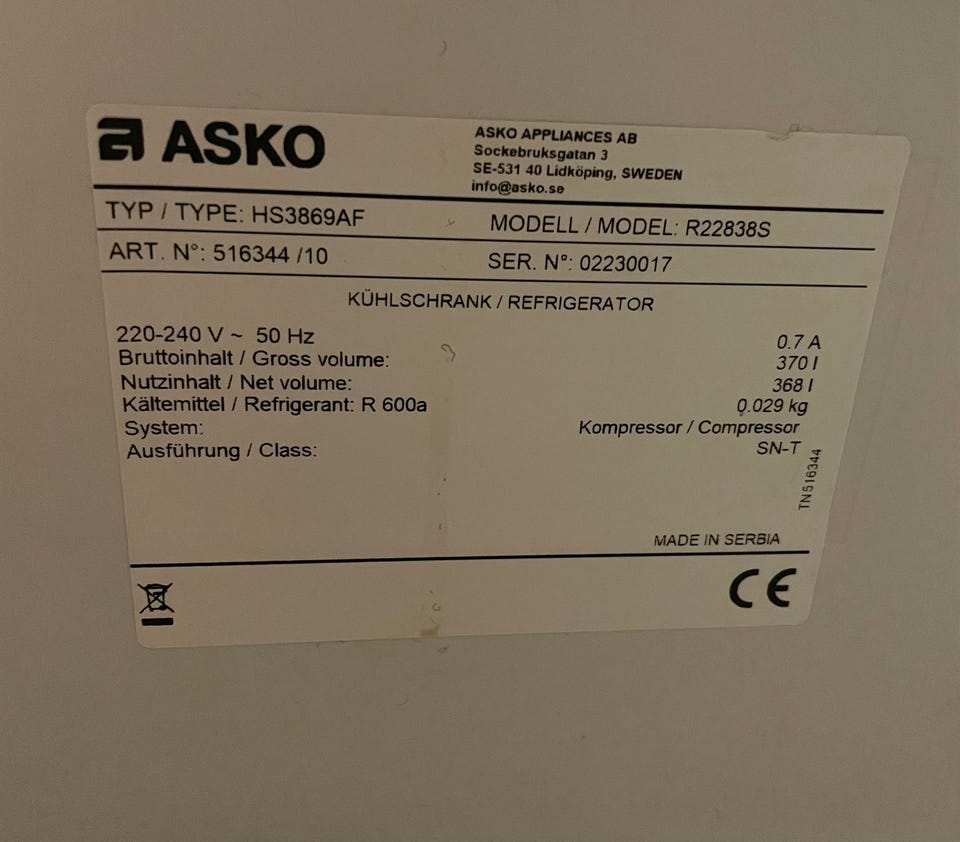 ASKO
ASKO APPLIANCES AB
Sockebruksgatan 3
SE-531 40 Lidköping, SWEDEN
info@asko.se
TYP / TYPE: HS3869AF MODELL / MODEL: R22838S
ART. N°: 516344 /10 SER. N°: 02230017
KÜHLSCHRANK / REFRIGERATOR
220-240 V ~ 50 Hz 0.7 A
Bruttoinhalt / Gross volume: 370 l
Nutzinhalt / Net volume: 368 l
Kältemittel / Refrigerant: R 600a 0.029 kg
System: Kompressor / Compressor
Ausführung / Class: SN-T
TN 516344
MADE IN SERBIA
CE